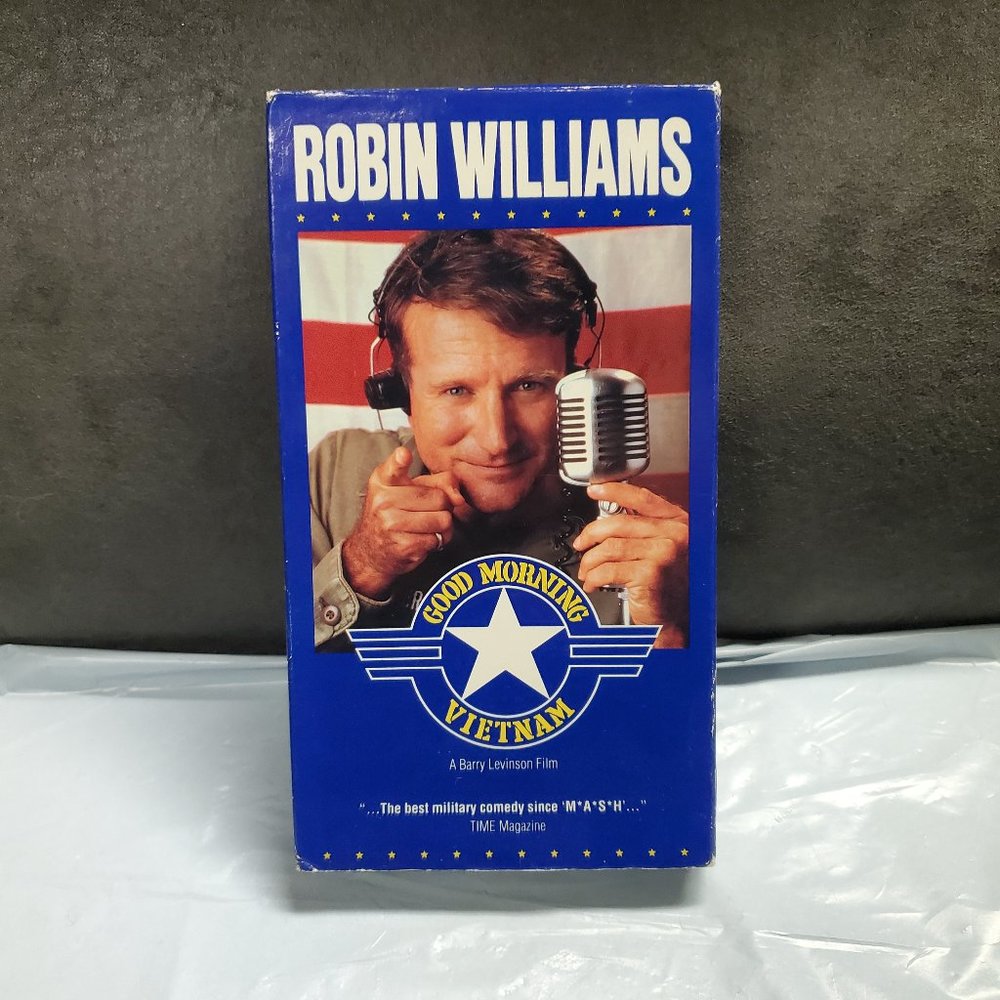 ROBIN WILLIAMS
GOOD MORNING
VIETNAM
A Barry Levinson Film
"...The best military comedy since 'M*A*S*H'..."
TIME Magazine